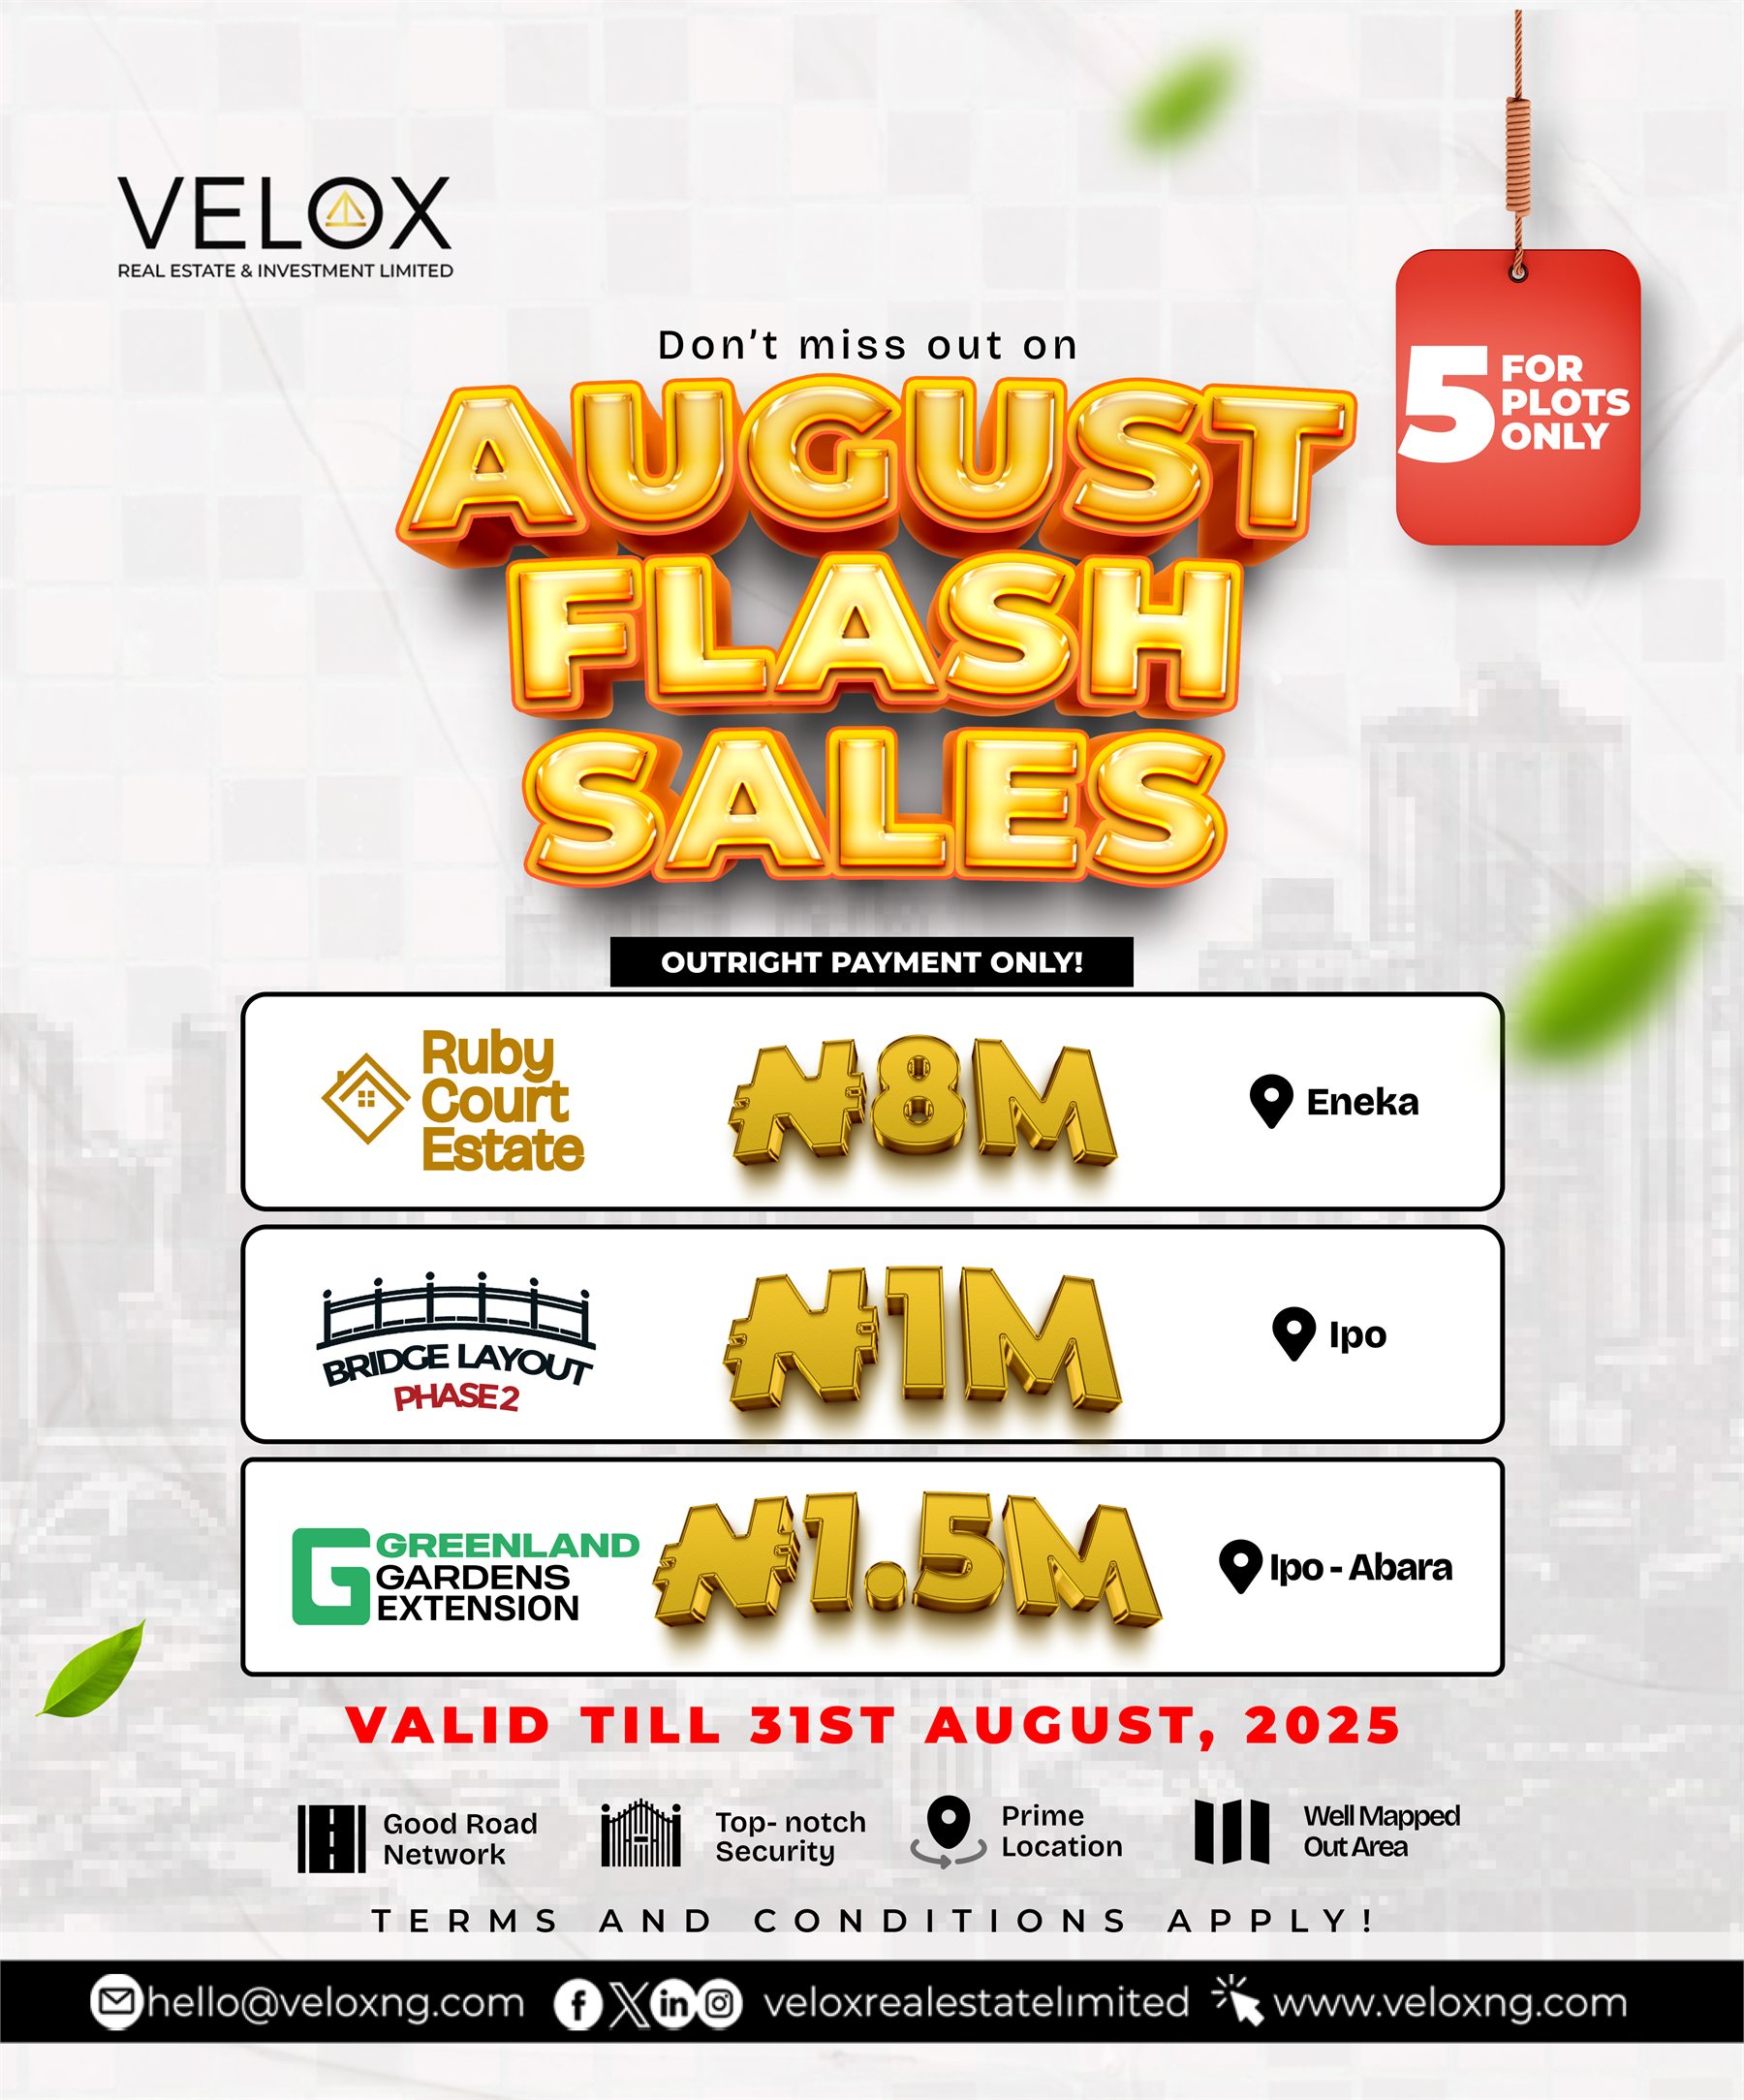 VELOX
REAL ESTATE & INVESTMENT LIMITED
5 FOR
PLOTS
ONLY
Don't miss out on
AUGUST
FLASH
SALES
OUTRIGHT PAYMENT ONLY!
Ruby
Court
Estate
₦8M
Eneka
BRIDGE LAYOUT
PHASE 2
₦1M
Ipo
GREENLAND
GARDENS
EXTENSION
₦1.5M
Ipo - Abara
VALID TILL 31ST AUGUST, 2025
Good Road
Network
Top- notch
Security
Prime
Location
Well Mapped
Out Area
TERMS AND CONDITIONS APPLY!
hello@veloxng.com
veloxrealestatelimited
www.veloxng.com